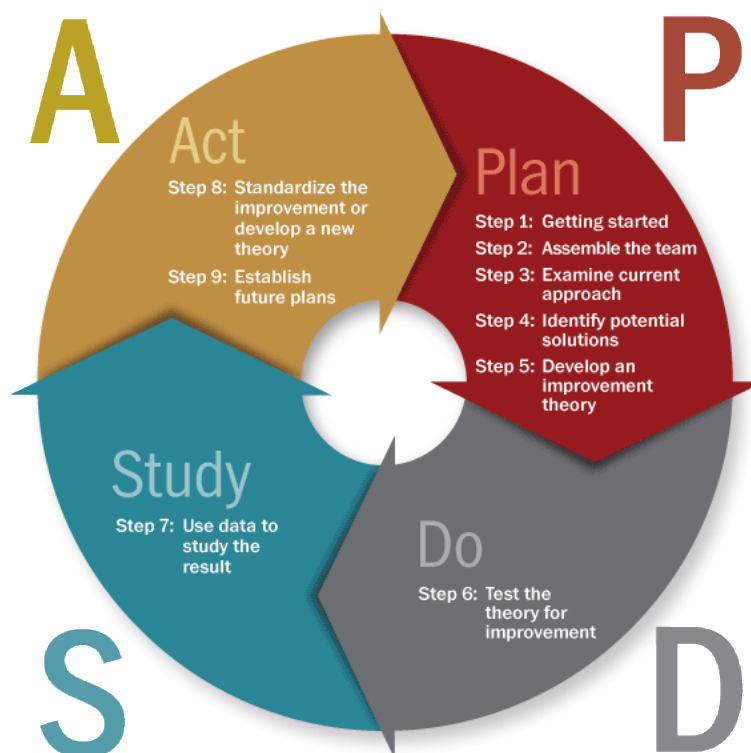 A
P
Act
Step 8: Standardize the
improvement or
develop a new
theory
Step 9: Establish
future plans
Plan
Step 1: Getting started
Step 2: Assemble the team
Step 3: Examine current
approach
Step 4: Identify potential
solutions
Step 5: Develop an
improvement
theory
Study
Step 7: Use data to
study the
result
Do
Step 6: Test the
theory for
improvement
S
D